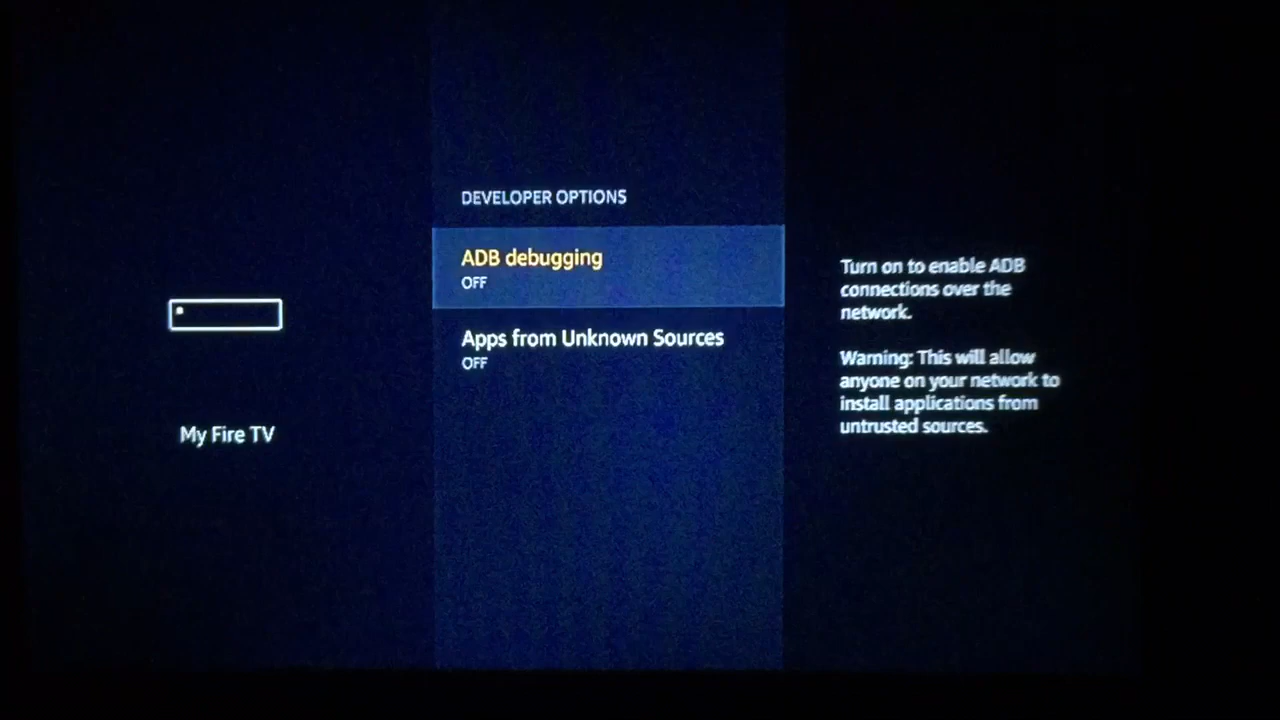 DEVELOPER OPTIONS
ADB debugging
OFF
Apps from Unknown Sources
OFF
My Fire TV
Turn on to enable ADB
connections over the
network.
Warning: This will allow
anyone on your network to
install applications from
untrusted sources.